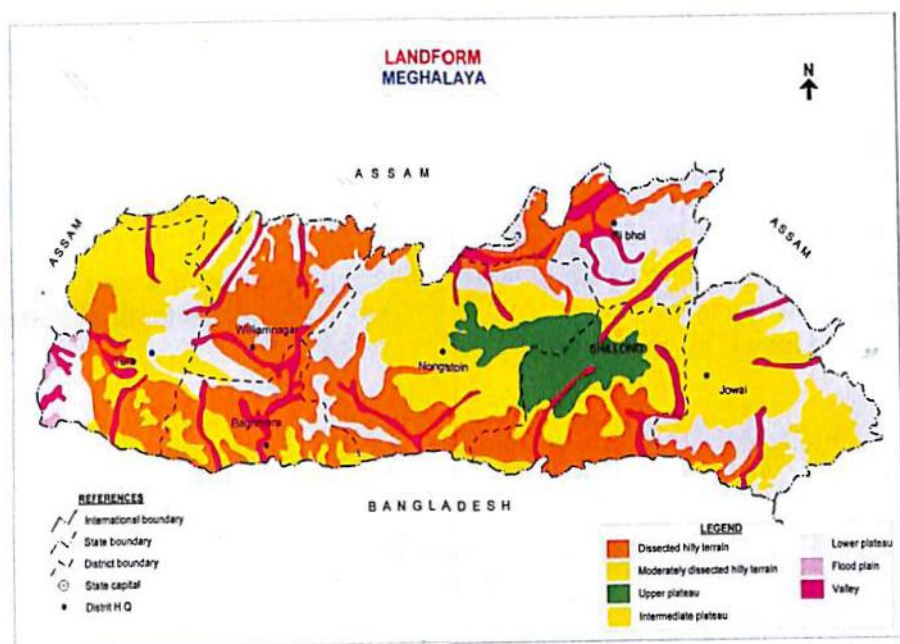 LANDFORM
MEGHALAYA
N
ASSAM
ASSAM
ASSAM
Ri bhoi
Williamnagar
SHILLONG
Nongstoin
Jowai
Baghmara
BANGLADESH
REFERENCES
International boundary
State boundary
District boundary
State capital
Distrit H.Q
LEGEND
Dissected hilly terrain
Moderately dissected hilly terrain
Upper plateau
Intermediate plateau
Lower plateau
Flood plain
Valley